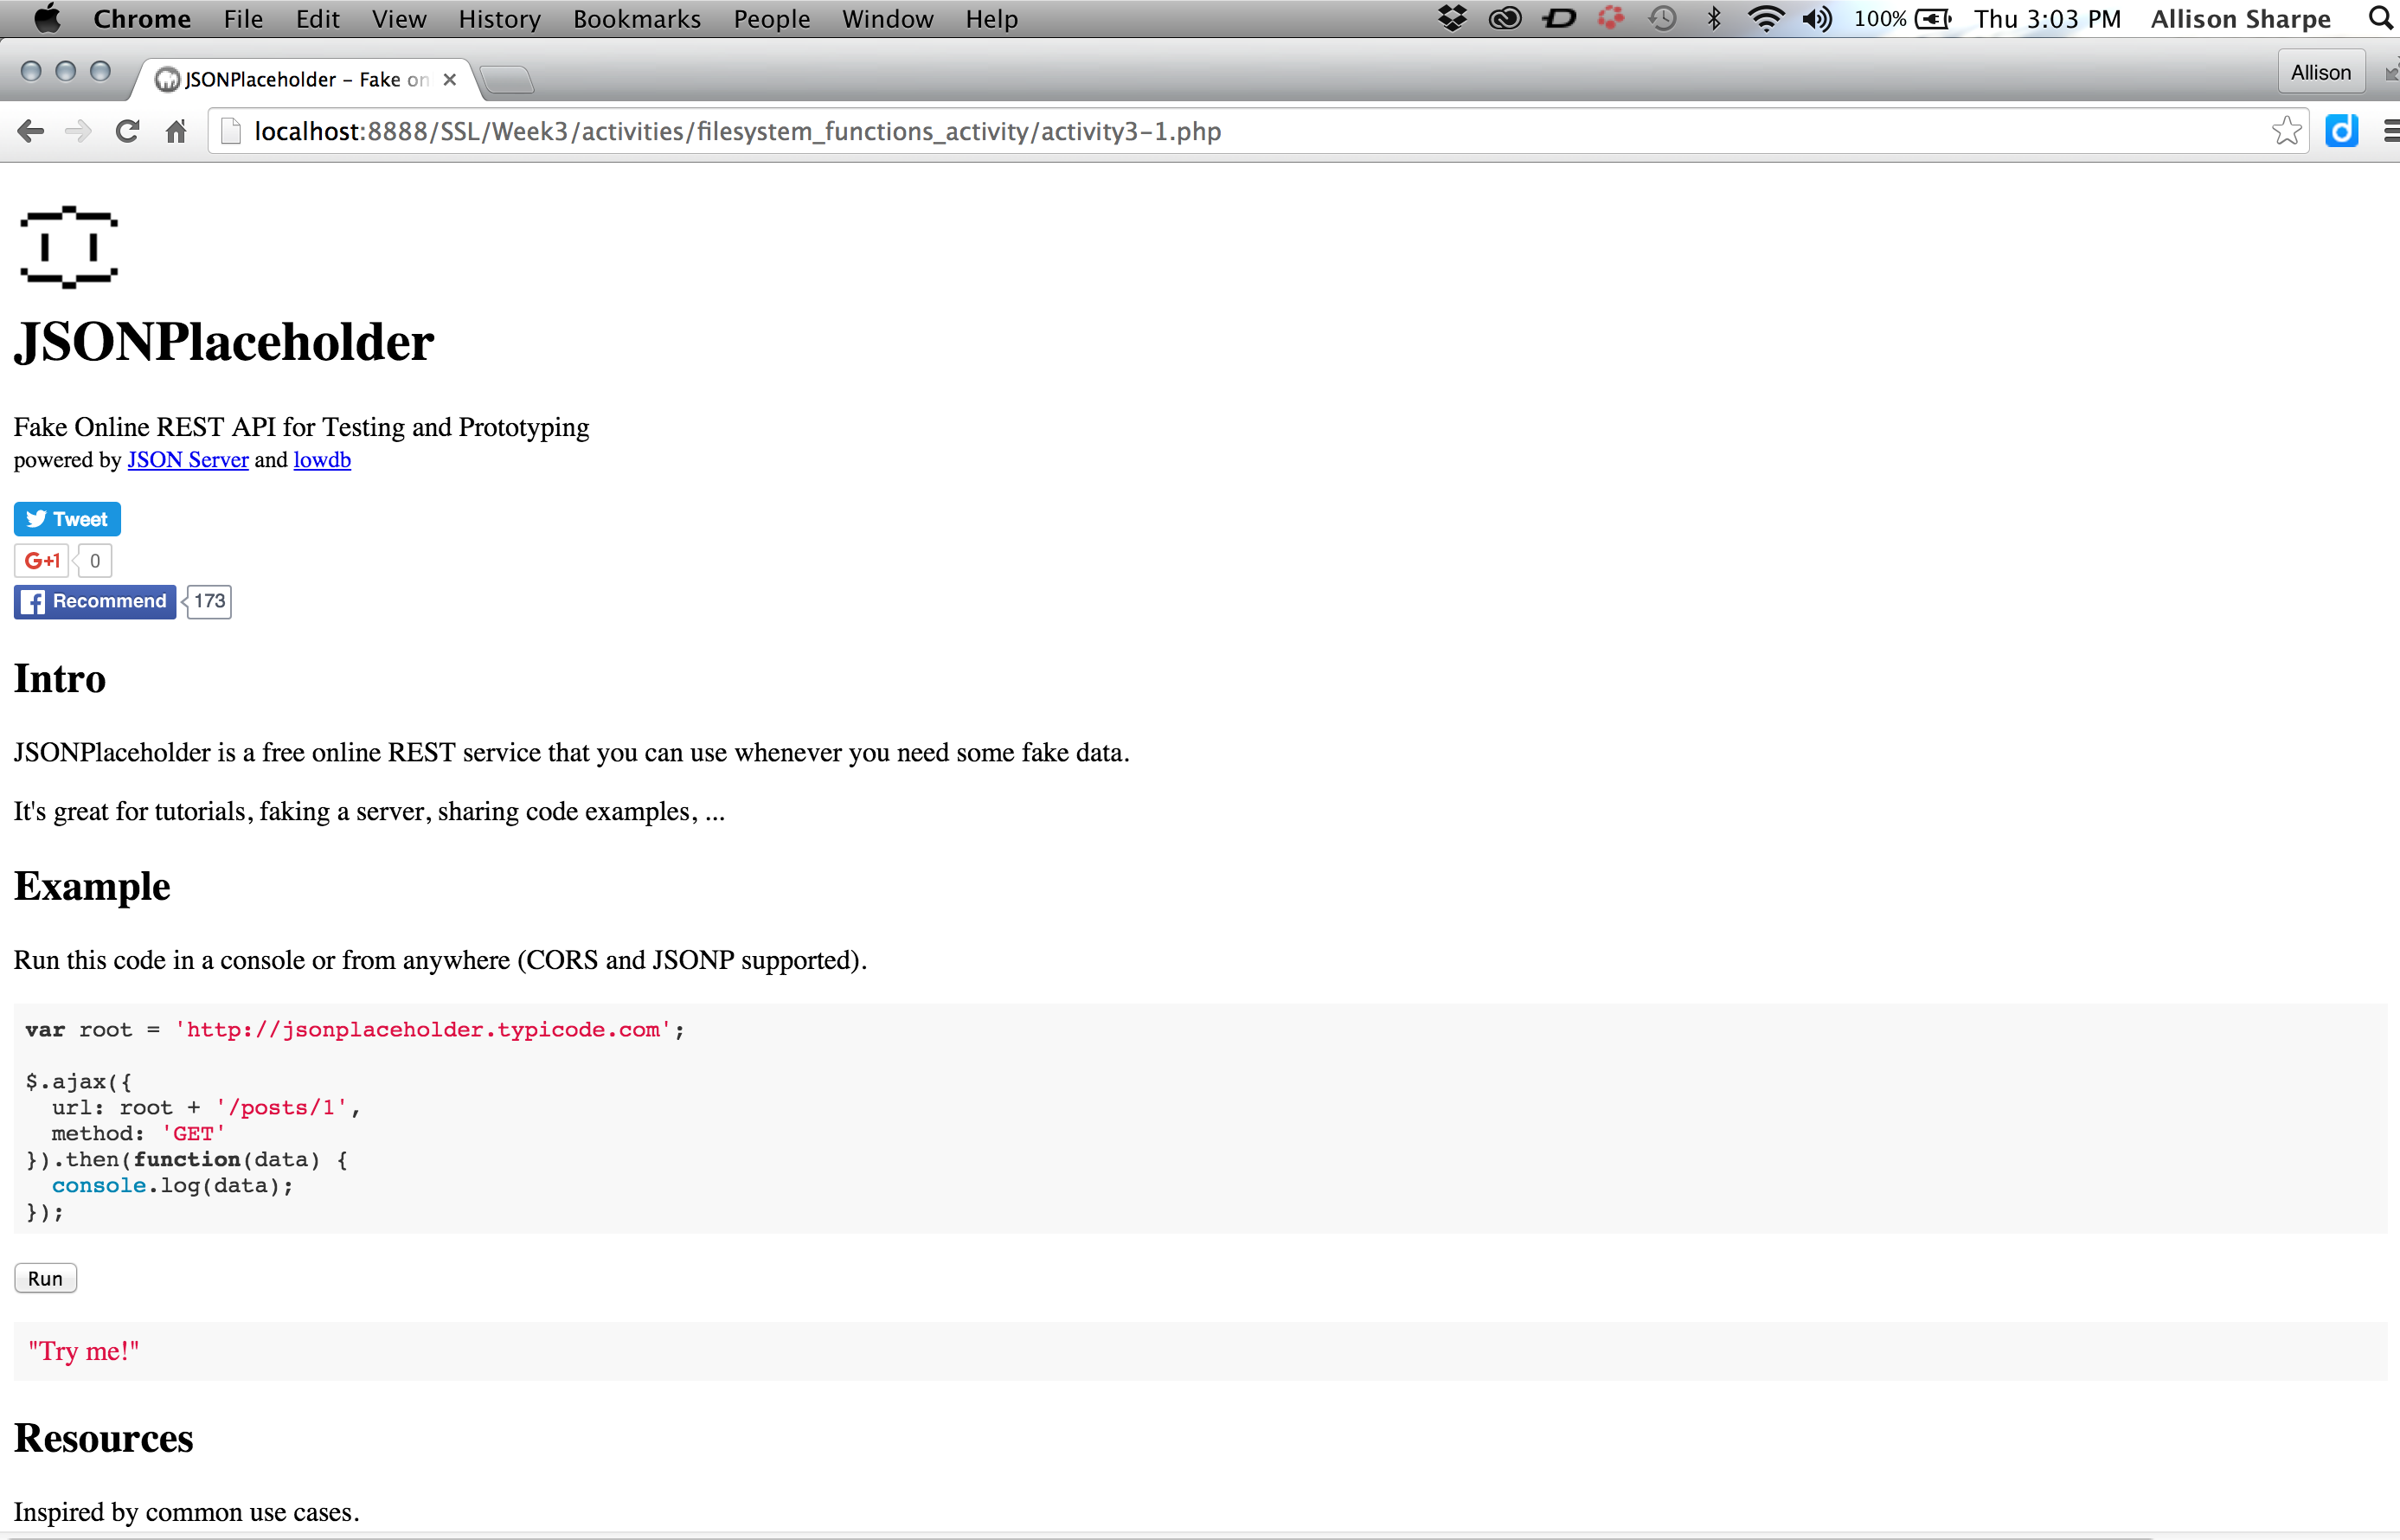 Chrome File Edit View History Bookmarks People Window Help 100% Thu 3:03 PM Allison Sharpe
JSONPlaceholder – Fake on Allison
localhost:8888/SSL/Week3/activities/filesystem_functions_activity/activity3-1.php
JSONPlaceholder
Fake Online REST API for Testing and Prototyping
powered by JSON Server and lowdb
Tweet
G+1 0
Recommend 173
Intro
JSONPlaceholder is a free online REST service that you can use whenever you need some fake data.
It's great for tutorials, faking a server, sharing code examples, ...
Example
Run this code in a console or from anywhere (CORS and JSONP supported).
var root = 'http://jsonplaceholder.typicode.com';
$.ajax({
  url: root + '/posts/1',
  method: 'GET'
}).then(function(data) {
  console.log(data);
});
Run
"Try me!"
Resources
Inspired by common use cases.